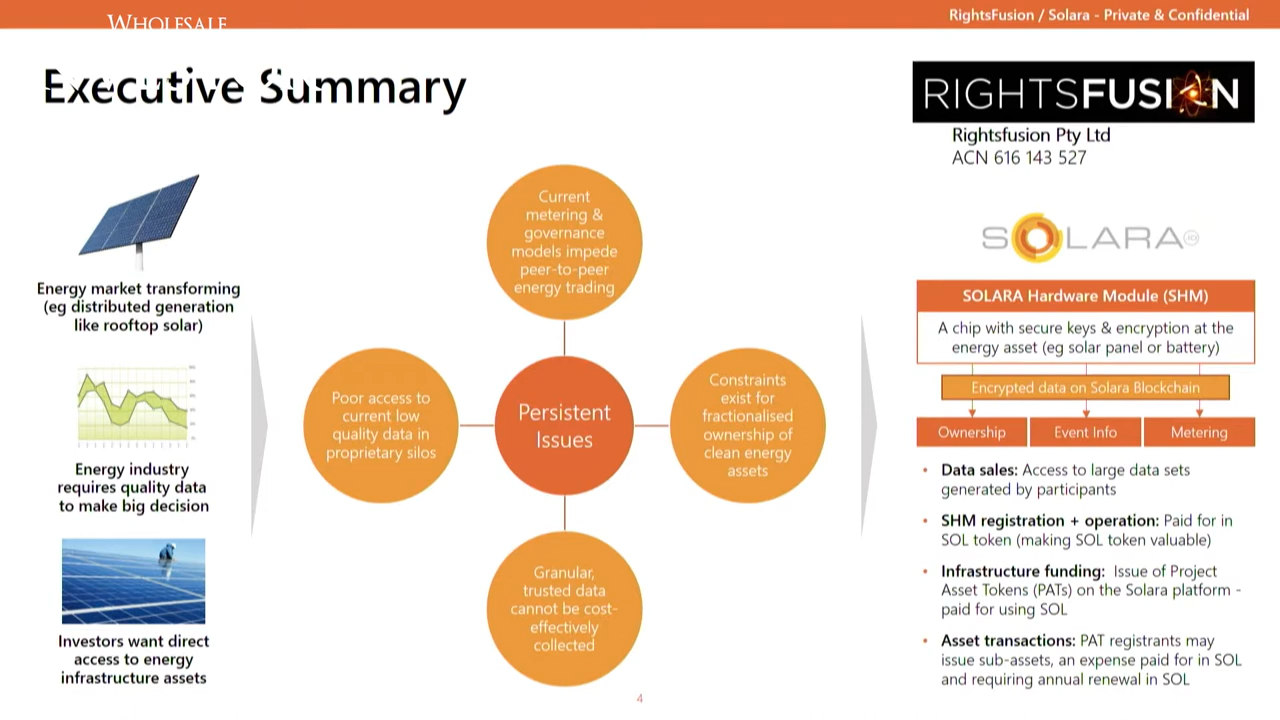 WHOLESALE
RightsFusion / Solara - Private & Confidential
Executive Summary
RIGHTSFUSION
Rightsfusion Pty Ltd
ACN 616 143 527
SOLARA
Energy market transforming
(eg distributed generation
like rooftop solar)
Energy industry
requires quality data
to make big decision
Investors want direct
access to energy
infrastructure assets
Current
metering &
governance
models impede
peer-to-peer
energy trading
Poor access to
current low
quality data in
proprietary silos
Persistent
Issues
Constraints
exist for
fractionalised
ownership of
clean energy
assets
Granular,
trusted data
cannot be cost-
effectively
collected
SOLARA Hardware Module (SHM)
A chip with secure keys & encryption at the
energy asset (eg solar panel or battery)
Encrypted data on Solara Blockchain
Ownership
Event Info
Metering
• Data sales: Access to large data sets
generated by participants
• SHM registration + operation: Paid for in
SOL token (making SOL token valuable)
• Infrastructure funding: Issue of Project
Asset Tokens (PATs) on the Solara platform -
paid for using SOL
• Asset transactions: PAT registrants may
issue sub-assets, an expense paid for in SOL
and requiring annual renewal in SOL
4